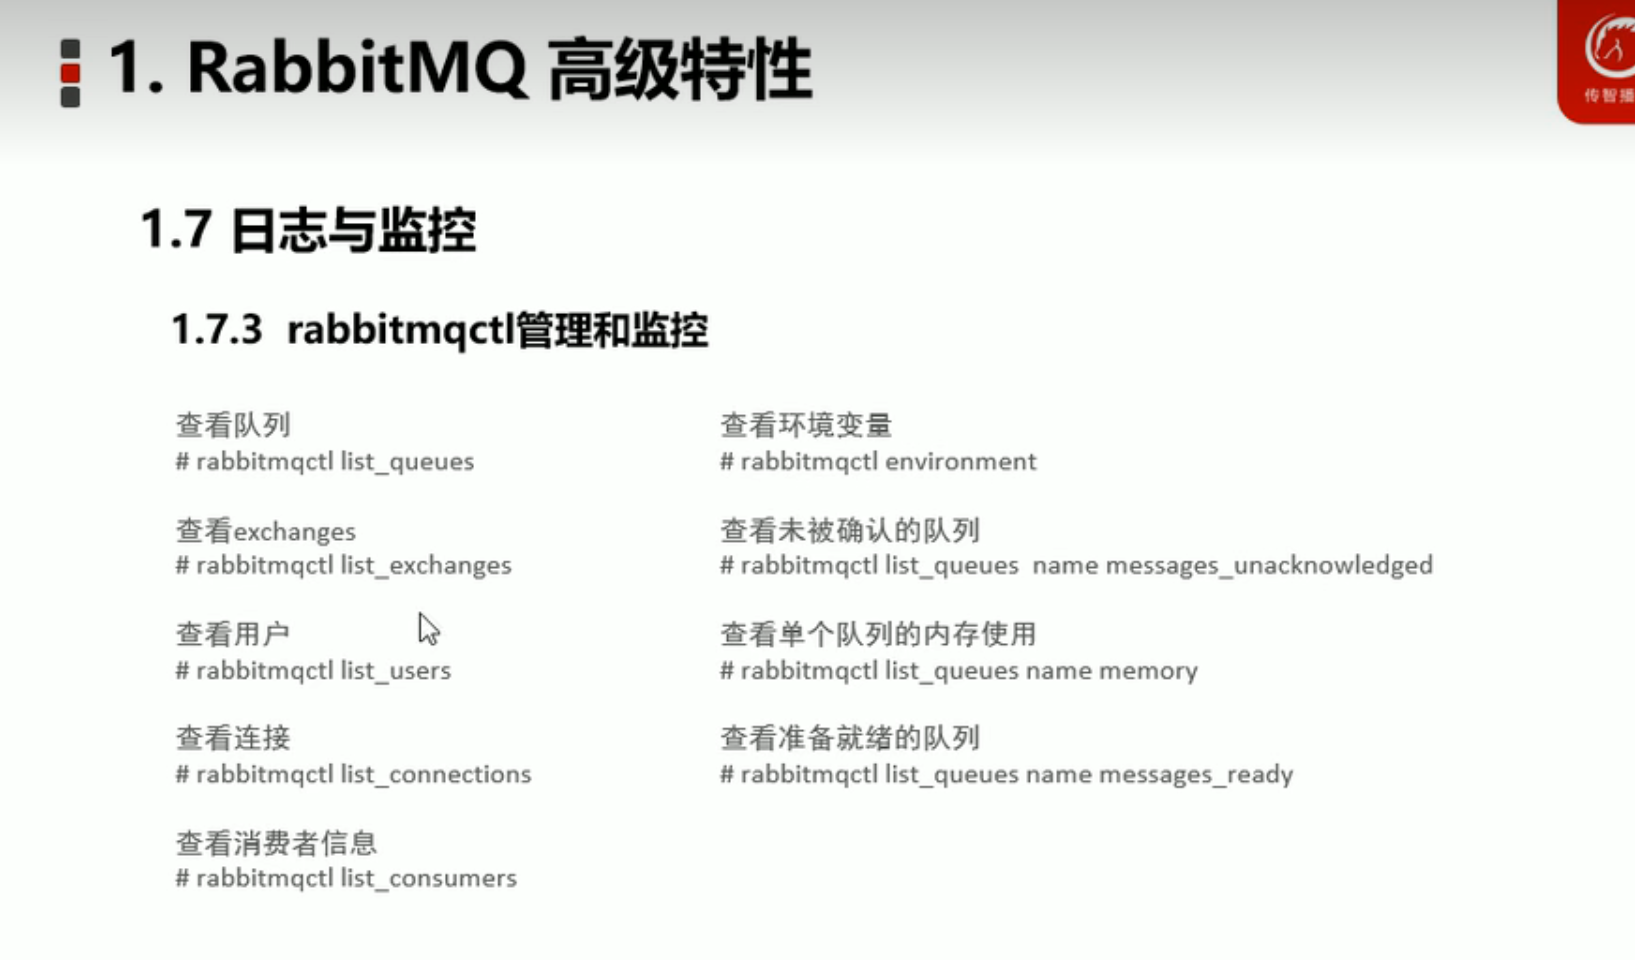 1. RabbitMQ 高级特性
传智播
1.7 日志与监控
1.7.3 rabbitmqctl管理和监控
查看队列
# rabbitmqctl list_queues
查看exchanges
# rabbitmqctl list_exchanges
查看用户
# rabbitmqctl list_users
查看连接
# rabbitmqctl list_connections
查看消费者信息
# rabbitmqctl list_consumers
查看环境变量
# rabbitmqctl environment
查看未被确认的队列
# rabbitmqctl list_queues  name messages_unacknowledged
查看单个队列的内存使用
# rabbitmqctl list_queues name memory
查看准备就绪的队列
# rabbitmqctl list_queues name messages_ready